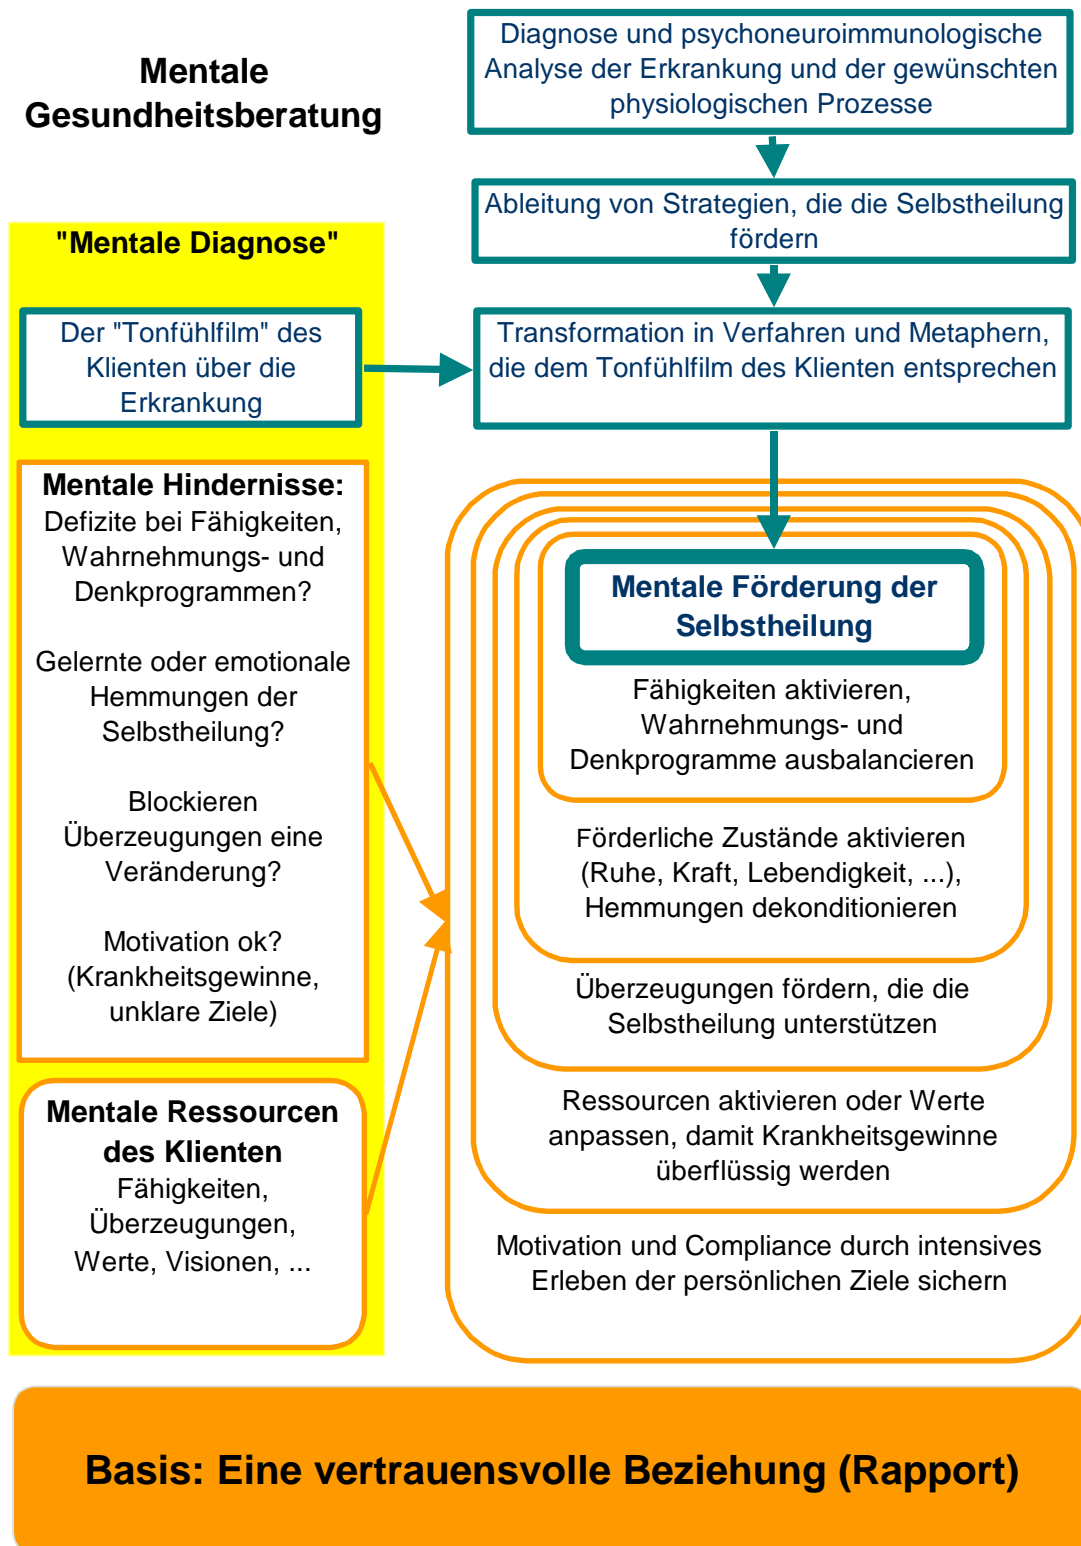 Mentale
Gesundheitsberatung
Diagnose und psychoneuroimmunologische
Analyse der Erkrankung und der gewünschten
physiologischen Prozesse
Ableitung von Strategien, die die Selbstheilung
fördern
"Mentale Diagnose"
Der "Tonfühlfilm" des
Klienten über die
Erkrankung
Transformation in Verfahren und Metaphern,
die dem Tonfühlfilm des Klienten entsprechen
Mentale Hindernisse:
Defizite bei Fähigkeiten,
Wahrnehmungs- und
Denkprogrammen?
Gelernte oder emotionale
Hemmungen der
Selbstheilung?
Blockieren
Überzeugungen eine
Veränderung?
Motivation ok?
(Krankheitsgewinne,
unklare Ziele)
Mentale Ressourcen
des Klienten
Fähigkeiten,
Überzeugungen,
Werte, Visionen, ...
Mentale Förderung der
Selbstheilung
Fähigkeiten aktivieren,
Wahrnehmungs- und
Denkprogramme ausbalancieren
Förderliche Zustände aktivieren
(Ruhe, Kraft, Lebendigkeit, ...),
Hemmungen dekonditionieren
Überzeugungen fördern, die die
Selbstheilung unterstützen
Ressourcen aktivieren oder Werte
anpassen, damit Krankheitsgewinne
überflüssig werden
Motivation und Compliance durch intensives
Erleben der persönlichen Ziele sichern
Basis: Eine vertrauensvolle Beziehung (Rapport)